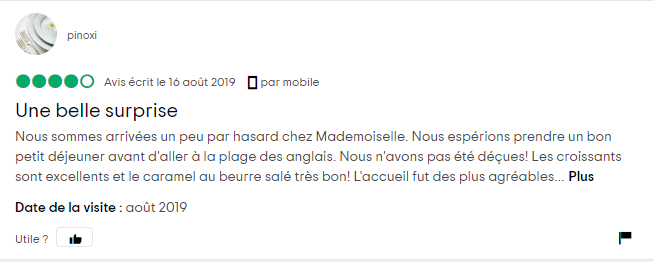 pinoxi
Avis écrit le 16 août 2019 par mobile
Une belle surprise
Nous sommes arrivées un peu par hasard chez Mademoiselle. Nous espérions prendre un bon
petit déjeuner avant d'aller à la plage des anglais. Nous n'avons pas été déçues! Les croissants
sont excellents et le caramel au beurre salé très bon! L'accueil fut des plus agréables... Plus
Date de la visite : août 2019
Utile ?